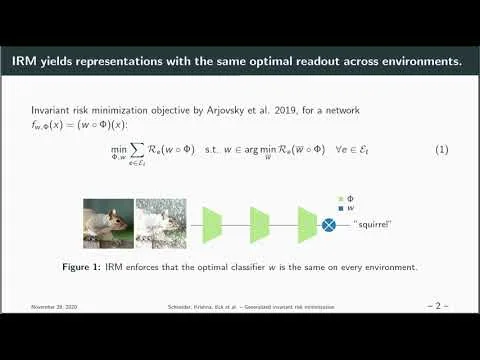 IRM yields representations with the same optimal readout across environments.
Invariant risk minimization objective by Arjovsky et al. 2019, for a network
f_{w,Φ}(x) = (w ∘ Φ)(x):
min_{Φ,w} ∑_{e∈ℰ_t} ℛ_e(w ∘ Φ) s.t. w ∈ arg min_{w̅} ℛ_e(w̅ ∘ Φ) ∀e ∈ ℰ_t (1)
Φ
w
"squirrel"
Figure 1: IRM enforces that the optimal classifier w is the same on every environment.
November 26, 2020 Schneider, Krishna, Eck et al. – Generalized invariant risk minimization – 2 –